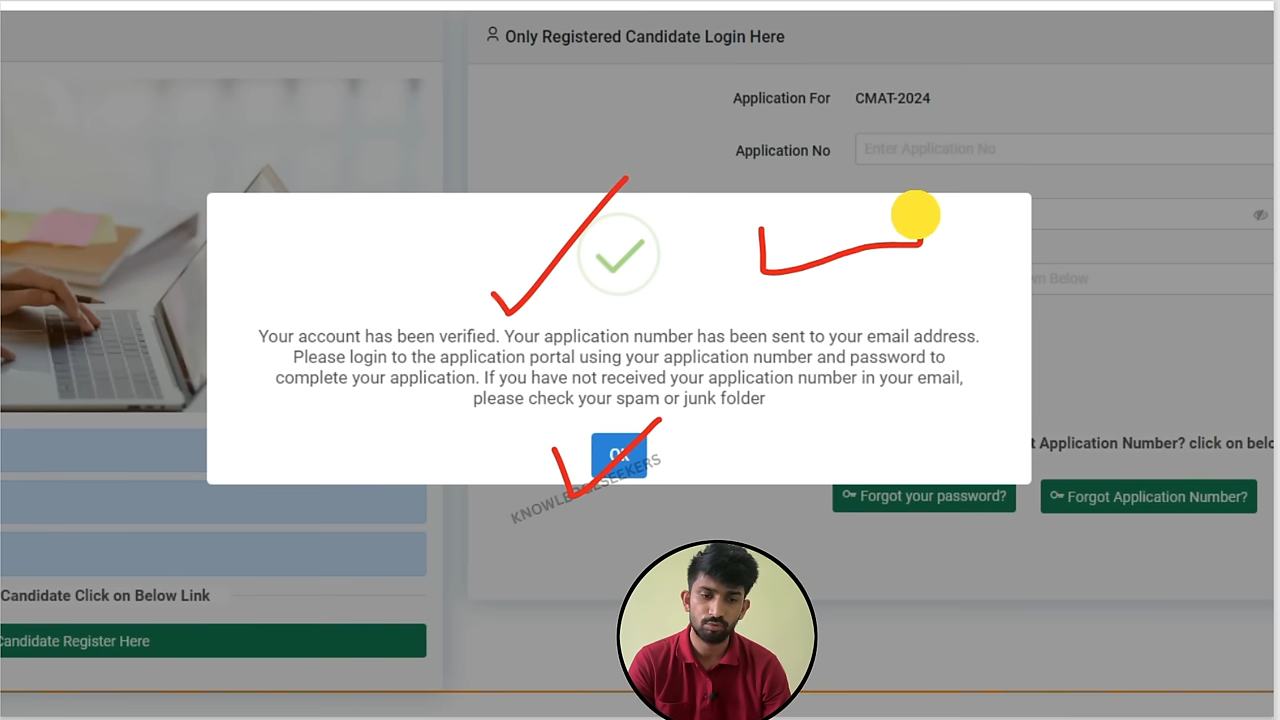 Only Registered Candidate Login Here
Application For CMAT-2024
Application No Enter Application No
wn Below
Your account has been verified. Your application number has been sent to your email address.
Please login to the application portal using your application number and password to
complete your application. If you have not received your application number in your email,
please check your spam or junk folder
OK
KNOWLEDGESEEKERS
t Application Number? click on belo
Forgot your password? Forgot Application Number?
Candidate Click on Below Link
Candidate Register Here